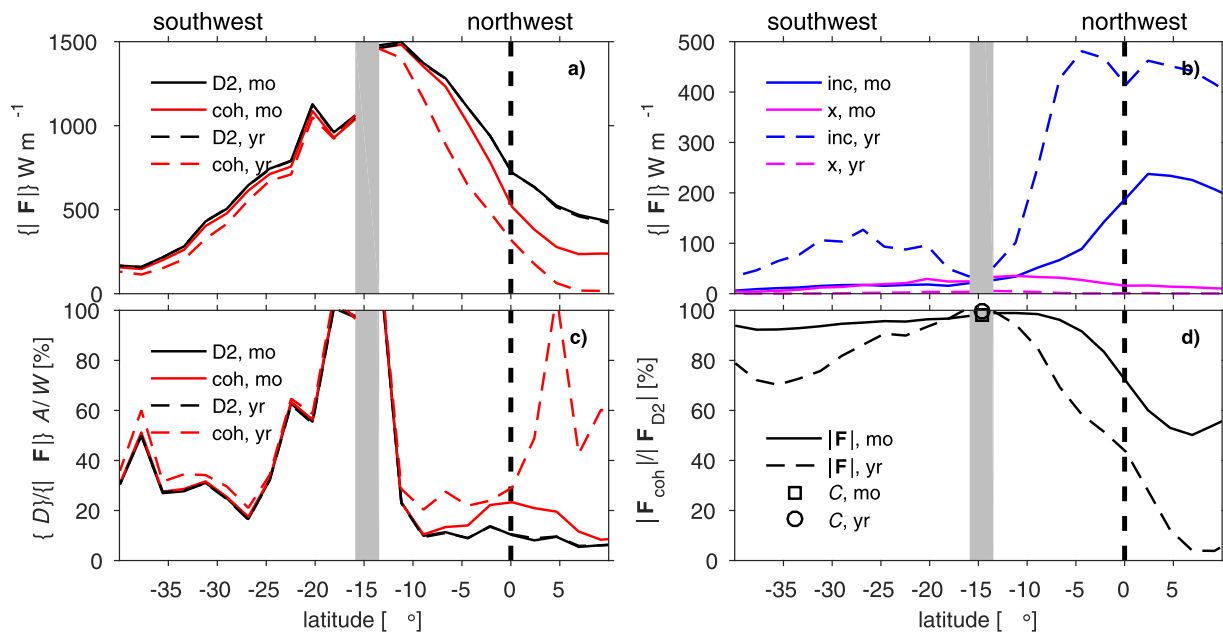 southwest northwest southwest northwest
a)
D2, mo
coh, mo
D2, yr
coh, yr
{| F|} W m -1
1500
1000
500
0
b)
inc, mo
x, mo
inc, yr
x, yr
{| F|} W m -1
500
400
300
200
100
0
c)
D2, mo
coh, mo
D2, yr
coh, yr
{ D}/{| F|} A/W [%]
100
80
60
40
20
0
-35 -30 -25 -20 -15 -10 -5 0 5
latitude [ °]
d)
|F|, mo
|F|, yr
C, mo
C, yr
|F coh|/|F D2| [%]
100
80
60
40
20
0
-35 -30 -25 -20 -15 -10 -5 0 5
latitude [ °]